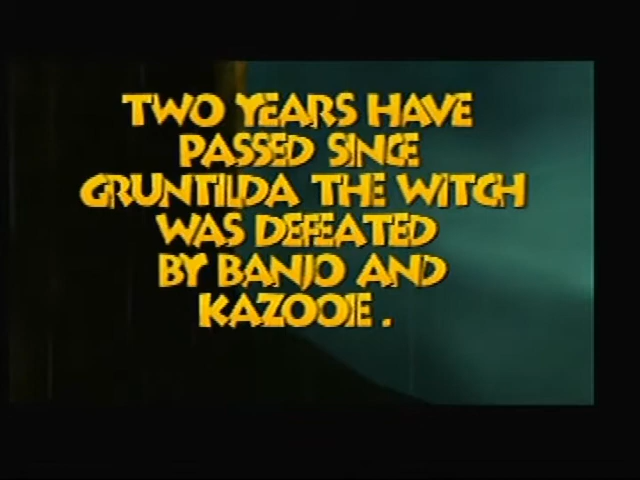 TWO YEARS HAVE
PASSED SINCE
GRUNTILDA THE WITCH
WAS DEFEATED
BY BANJO AND
KAZOOIE.